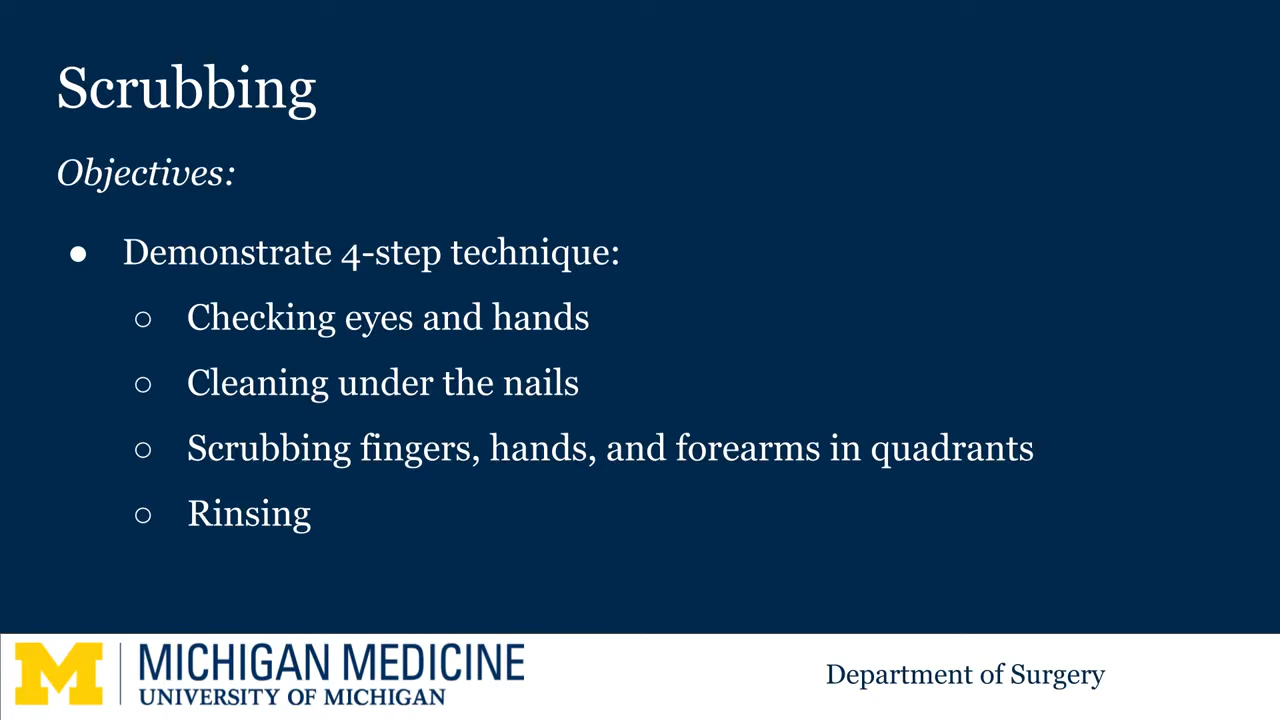 Scrubbing
Objectives:
● Demonstrate 4-step technique:
○ Checking eyes and hands
○ Cleaning under the nails
○ Scrubbing fingers, hands, and forearms in quadrants
○ Rinsing
M MICHIGAN MEDICINE
UNIVERSITY OF MICHIGAN
Department of Surgery